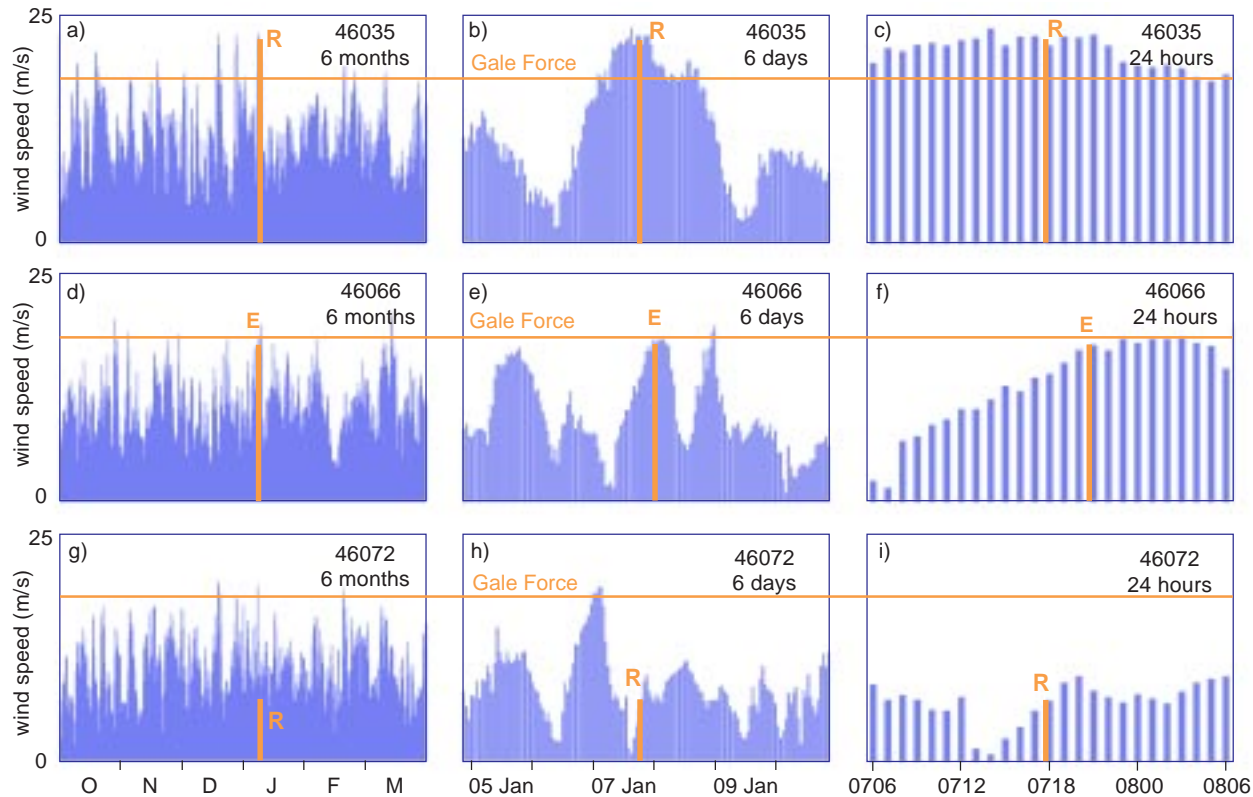 25
wind speed (m/s)
0
a)
46035
6 months
R
b)
46035
6 days
R
Gale Force
c)
46035
24 hours
R
25
wind speed (m/s)
0
d)
46066
6 months
E
e)
46066
6 days
E
Gale Force
f)
46066
24 hours
E
25
wind speed (m/s)
0
g)
46072
6 months
R
h)
46072
6 days
Gale Force
R
i)
46072
24 hours
R
O N D J F M
05 Jan 07 Jan 09 Jan
0706 0712 0718 0800 0806